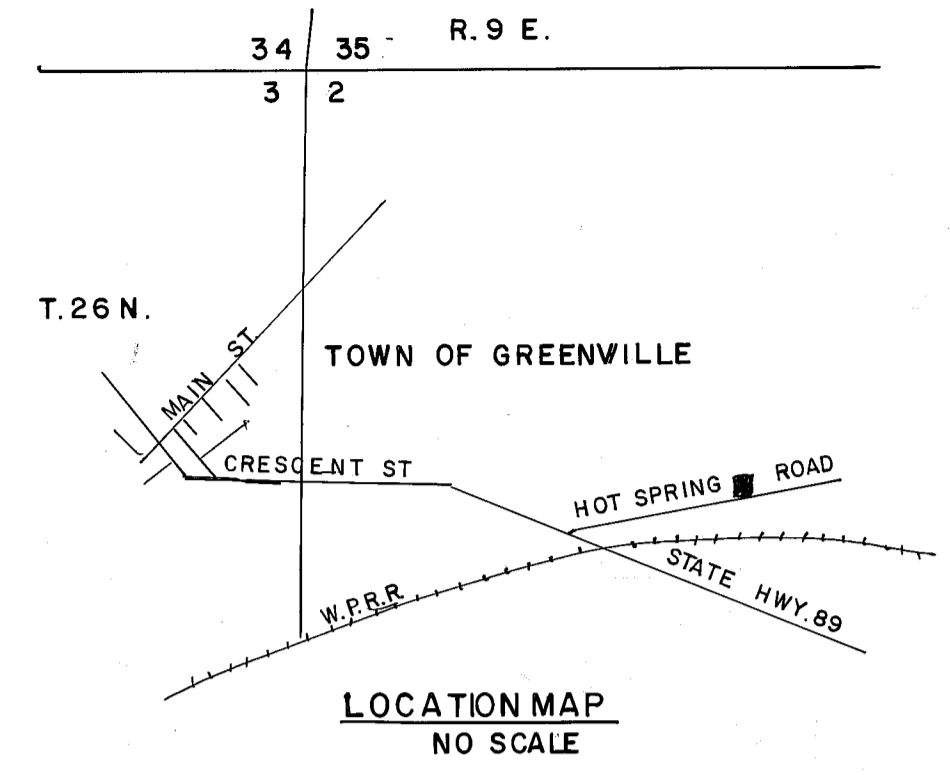 R. 9 E.
34 35
3 2
T. 26 N.
MAIN ST.
TOWN OF GREENVILLE
CRESCENT ST
HOT SPRING ROAD
STATE HWY. 89
W.P.R.R.
LOCATION MAP
NO SCALE